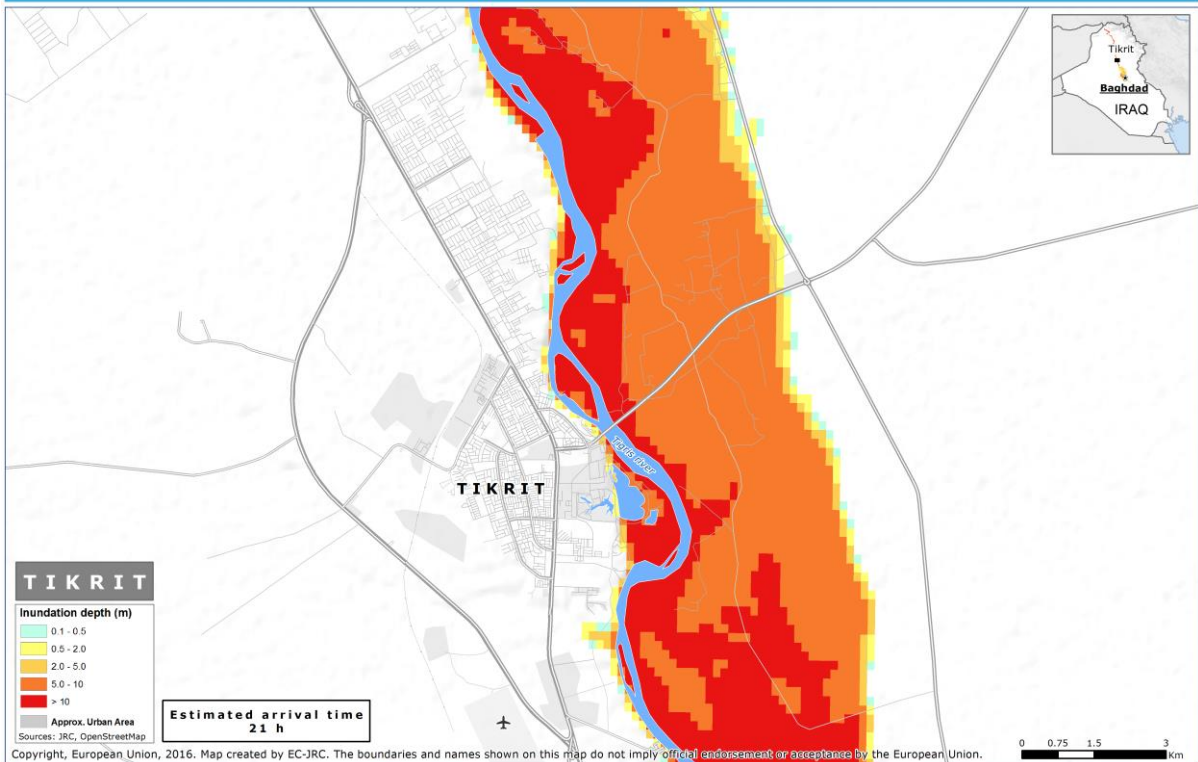 Tikrit
Baghdad
IRAQ
Tigris river
TIKRIT
TIKRIT
Inundation depth (m)
0.1 - 0.5
0.5 - 2.0
2.0 - 5.0
5.0 - 10
> 10
Approx. Urban Area
Sources: JRC, OpenStreetMap
Estimated arrival time
21 h
0 0.75 1.5 3
Km
Copyright, European Union, 2016. Map created by EC-JRC. The boundaries and names shown on this map do not imply official endorsement or acceptance by the European Union.